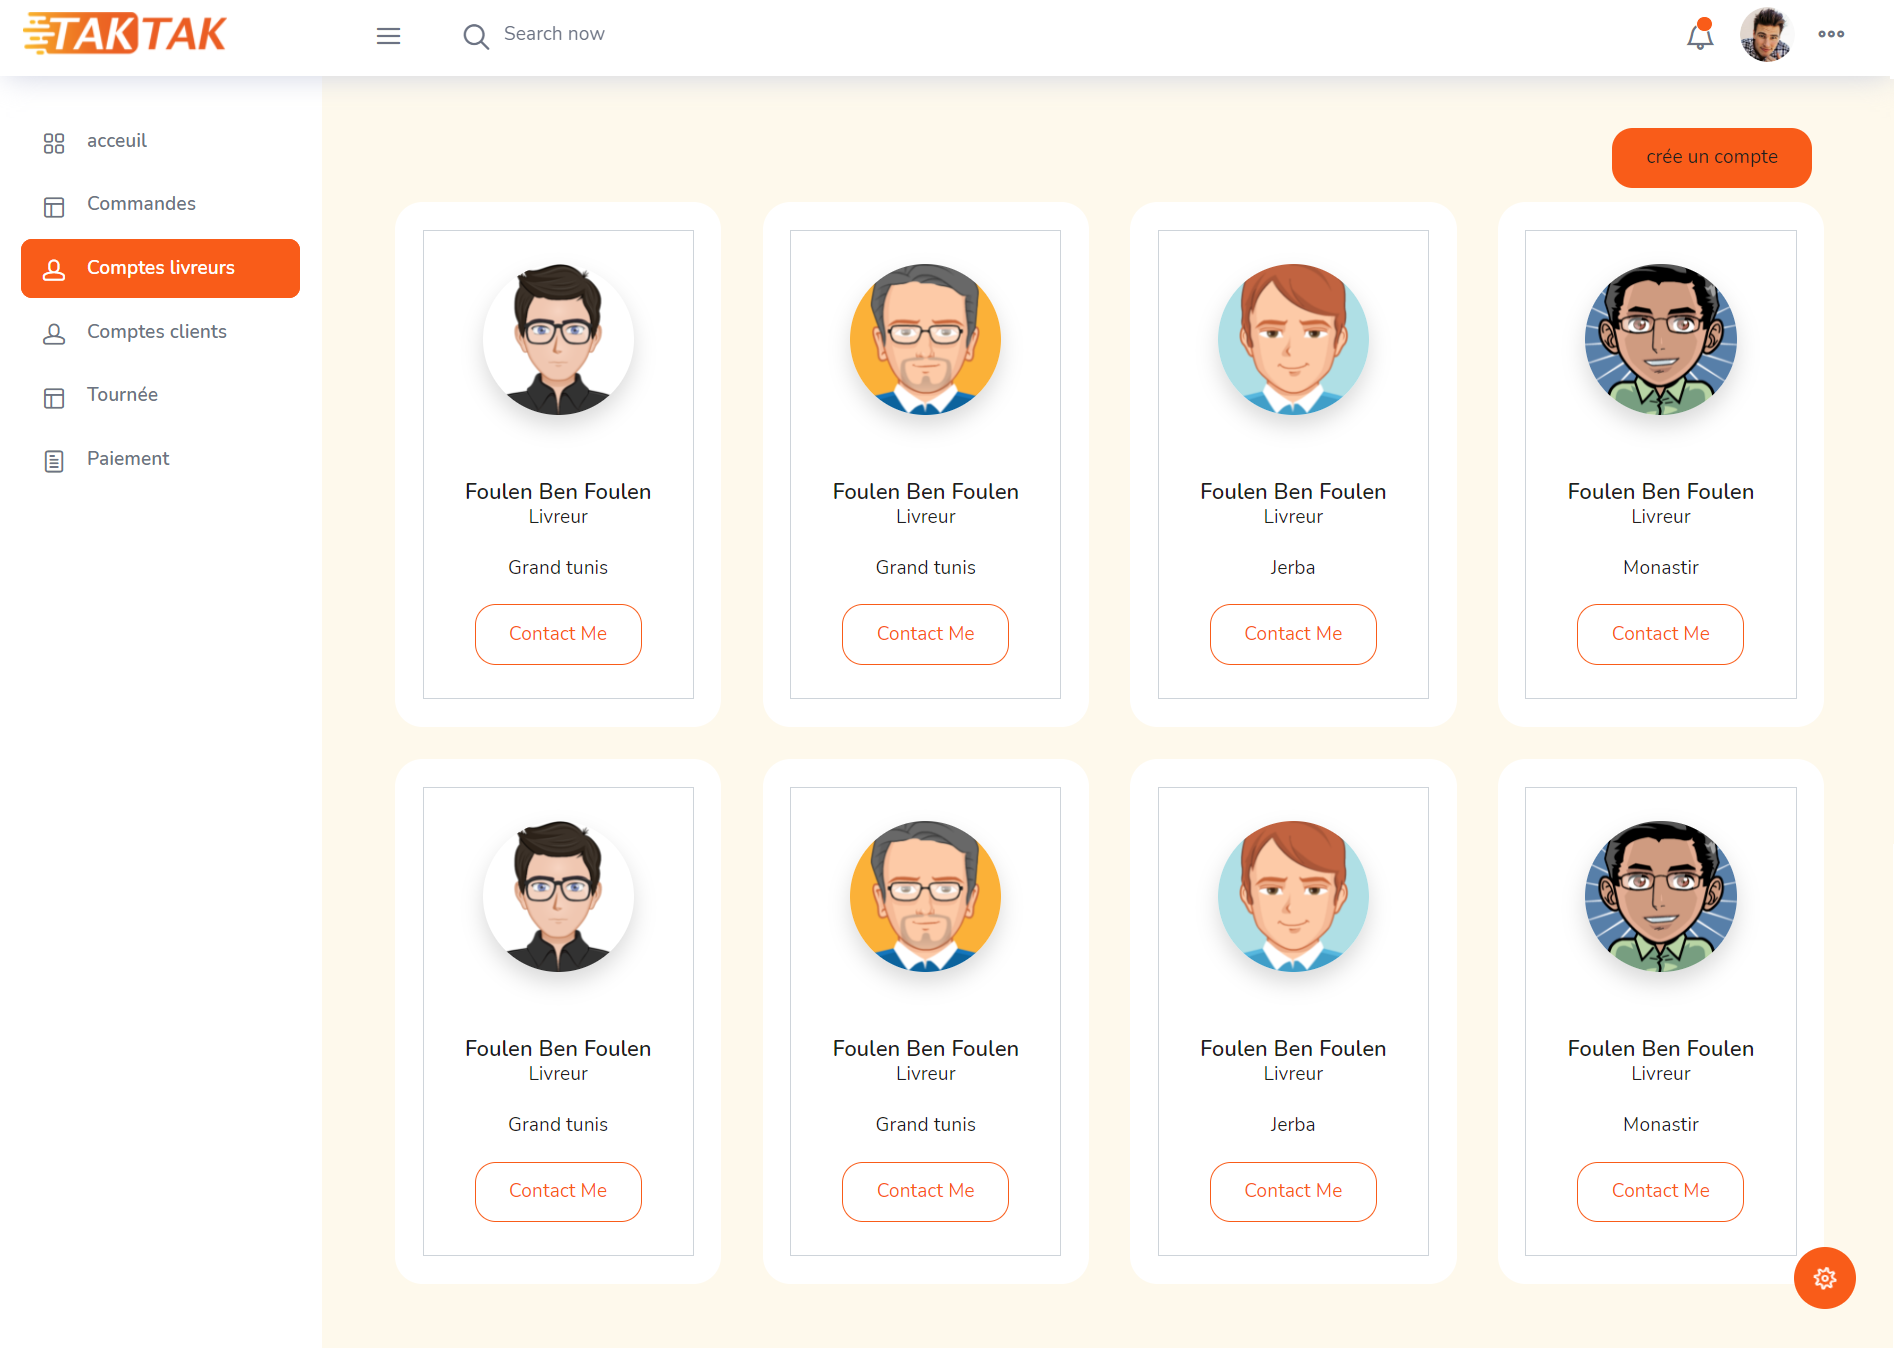 TAKTAK
Search now
acceuil
Commandes
Comptes livreurs
Comptes clients
Tournée
Paiement
crée un compte
Foulen Ben Foulen
Livreur
Grand tunis
Contact Me
Foulen Ben Foulen
Livreur
Grand tunis
Contact Me
Foulen Ben Foulen
Livreur
Jerba
Contact Me
Foulen Ben Foulen
Livreur
Monastir
Contact Me
Foulen Ben Foulen
Livreur
Grand tunis
Contact Me
Foulen Ben Foulen
Livreur
Grand tunis
Contact Me
Foulen Ben Foulen
Livreur
Jerba
Contact Me
Foulen Ben Foulen
Livreur
Monastir
Contact Me